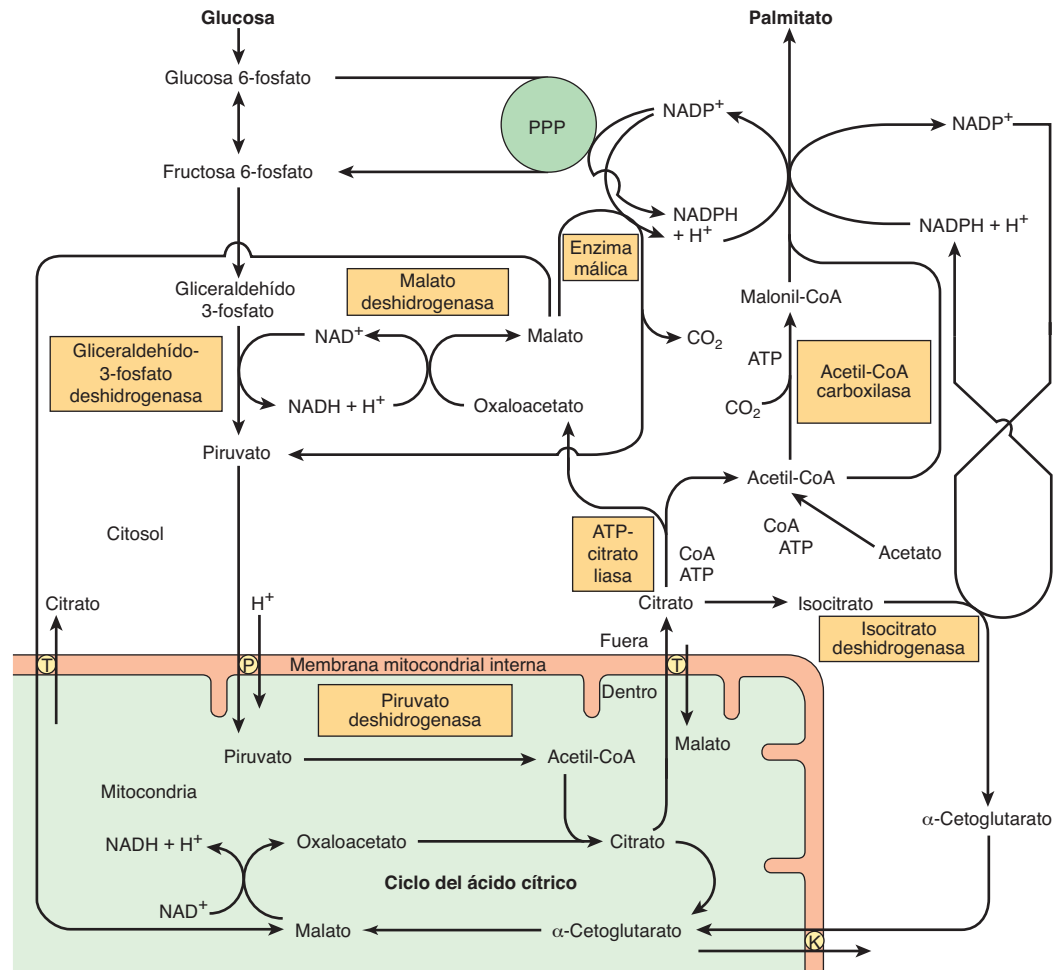 Glucosa
Palmitato
Glucosa 6-fosfato
PPP
NADP+
NADP+
Fructosa 6-fosfato
NADPH
+ H+
NADPH + H+
Enzima
málica
Malato
deshidrogenasa
Gliceraldehído
3-fosfato
Malonil-CoA
NAD+
Malato
CO2
Gliceraldehído-
3-fosfato
deshidrogenasa
ATP
Acetil-CoA
carboxilasa
NADH + H+
Oxaloacetato
CO2
Piruvato
Acetil-CoA
Citosol
ATP-
citrato
liasa
CoA
ATP
CoA
ATP
Acetato
Citrato
H+
Citrato
Isocitrato
Fuera
Isocitrato
deshidrogenasa
T
P
Membrana mitocondrial interna
T
Dentro
Piruvato
deshidrogenasa
Malato
Piruvato
Acetil-CoA
Mitocondria
α-Cetoglutarato
NADH + H+
Oxaloacetato
Citrato
Ciclo del ácido cítrico
NAD+
Malato
α-Cetoglutarato
K